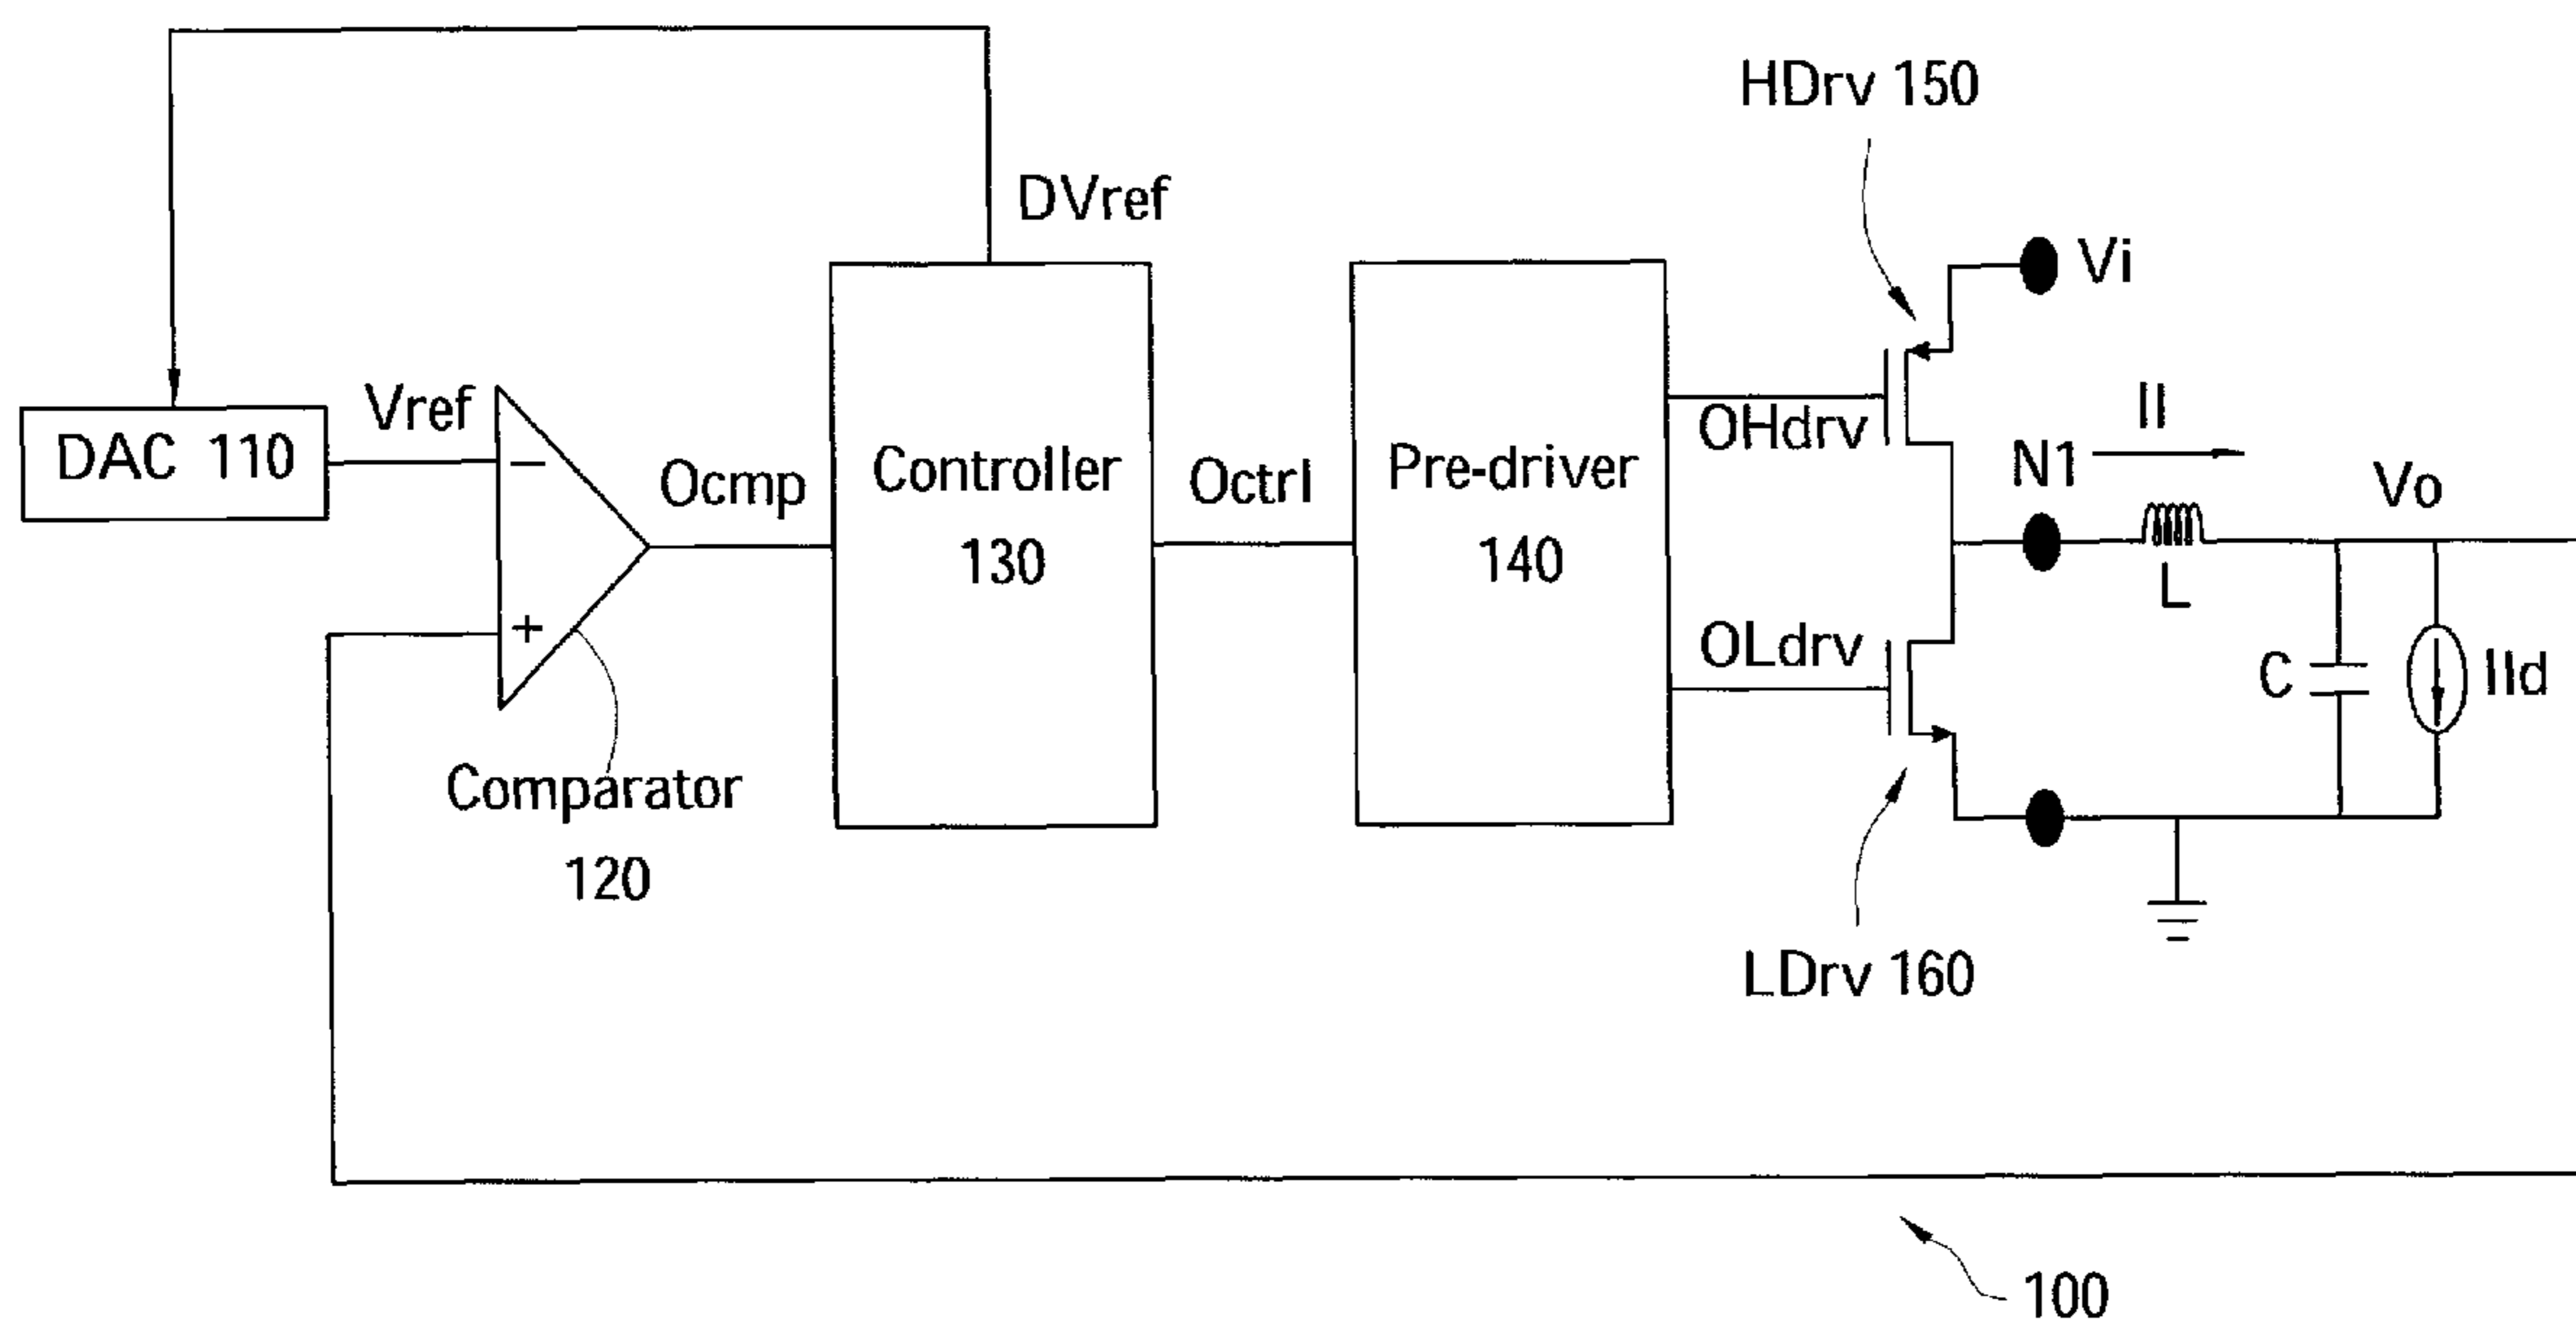 HDrv 150
DVref
Vi
Vref
DAC 110
−
Ocmp
Controller
130
Octrl
Pre-driver
140
OHdrv
N1
Il
Vo
L
+
OLdrv
C
Ild
Comparator
120
LDrv 160
100